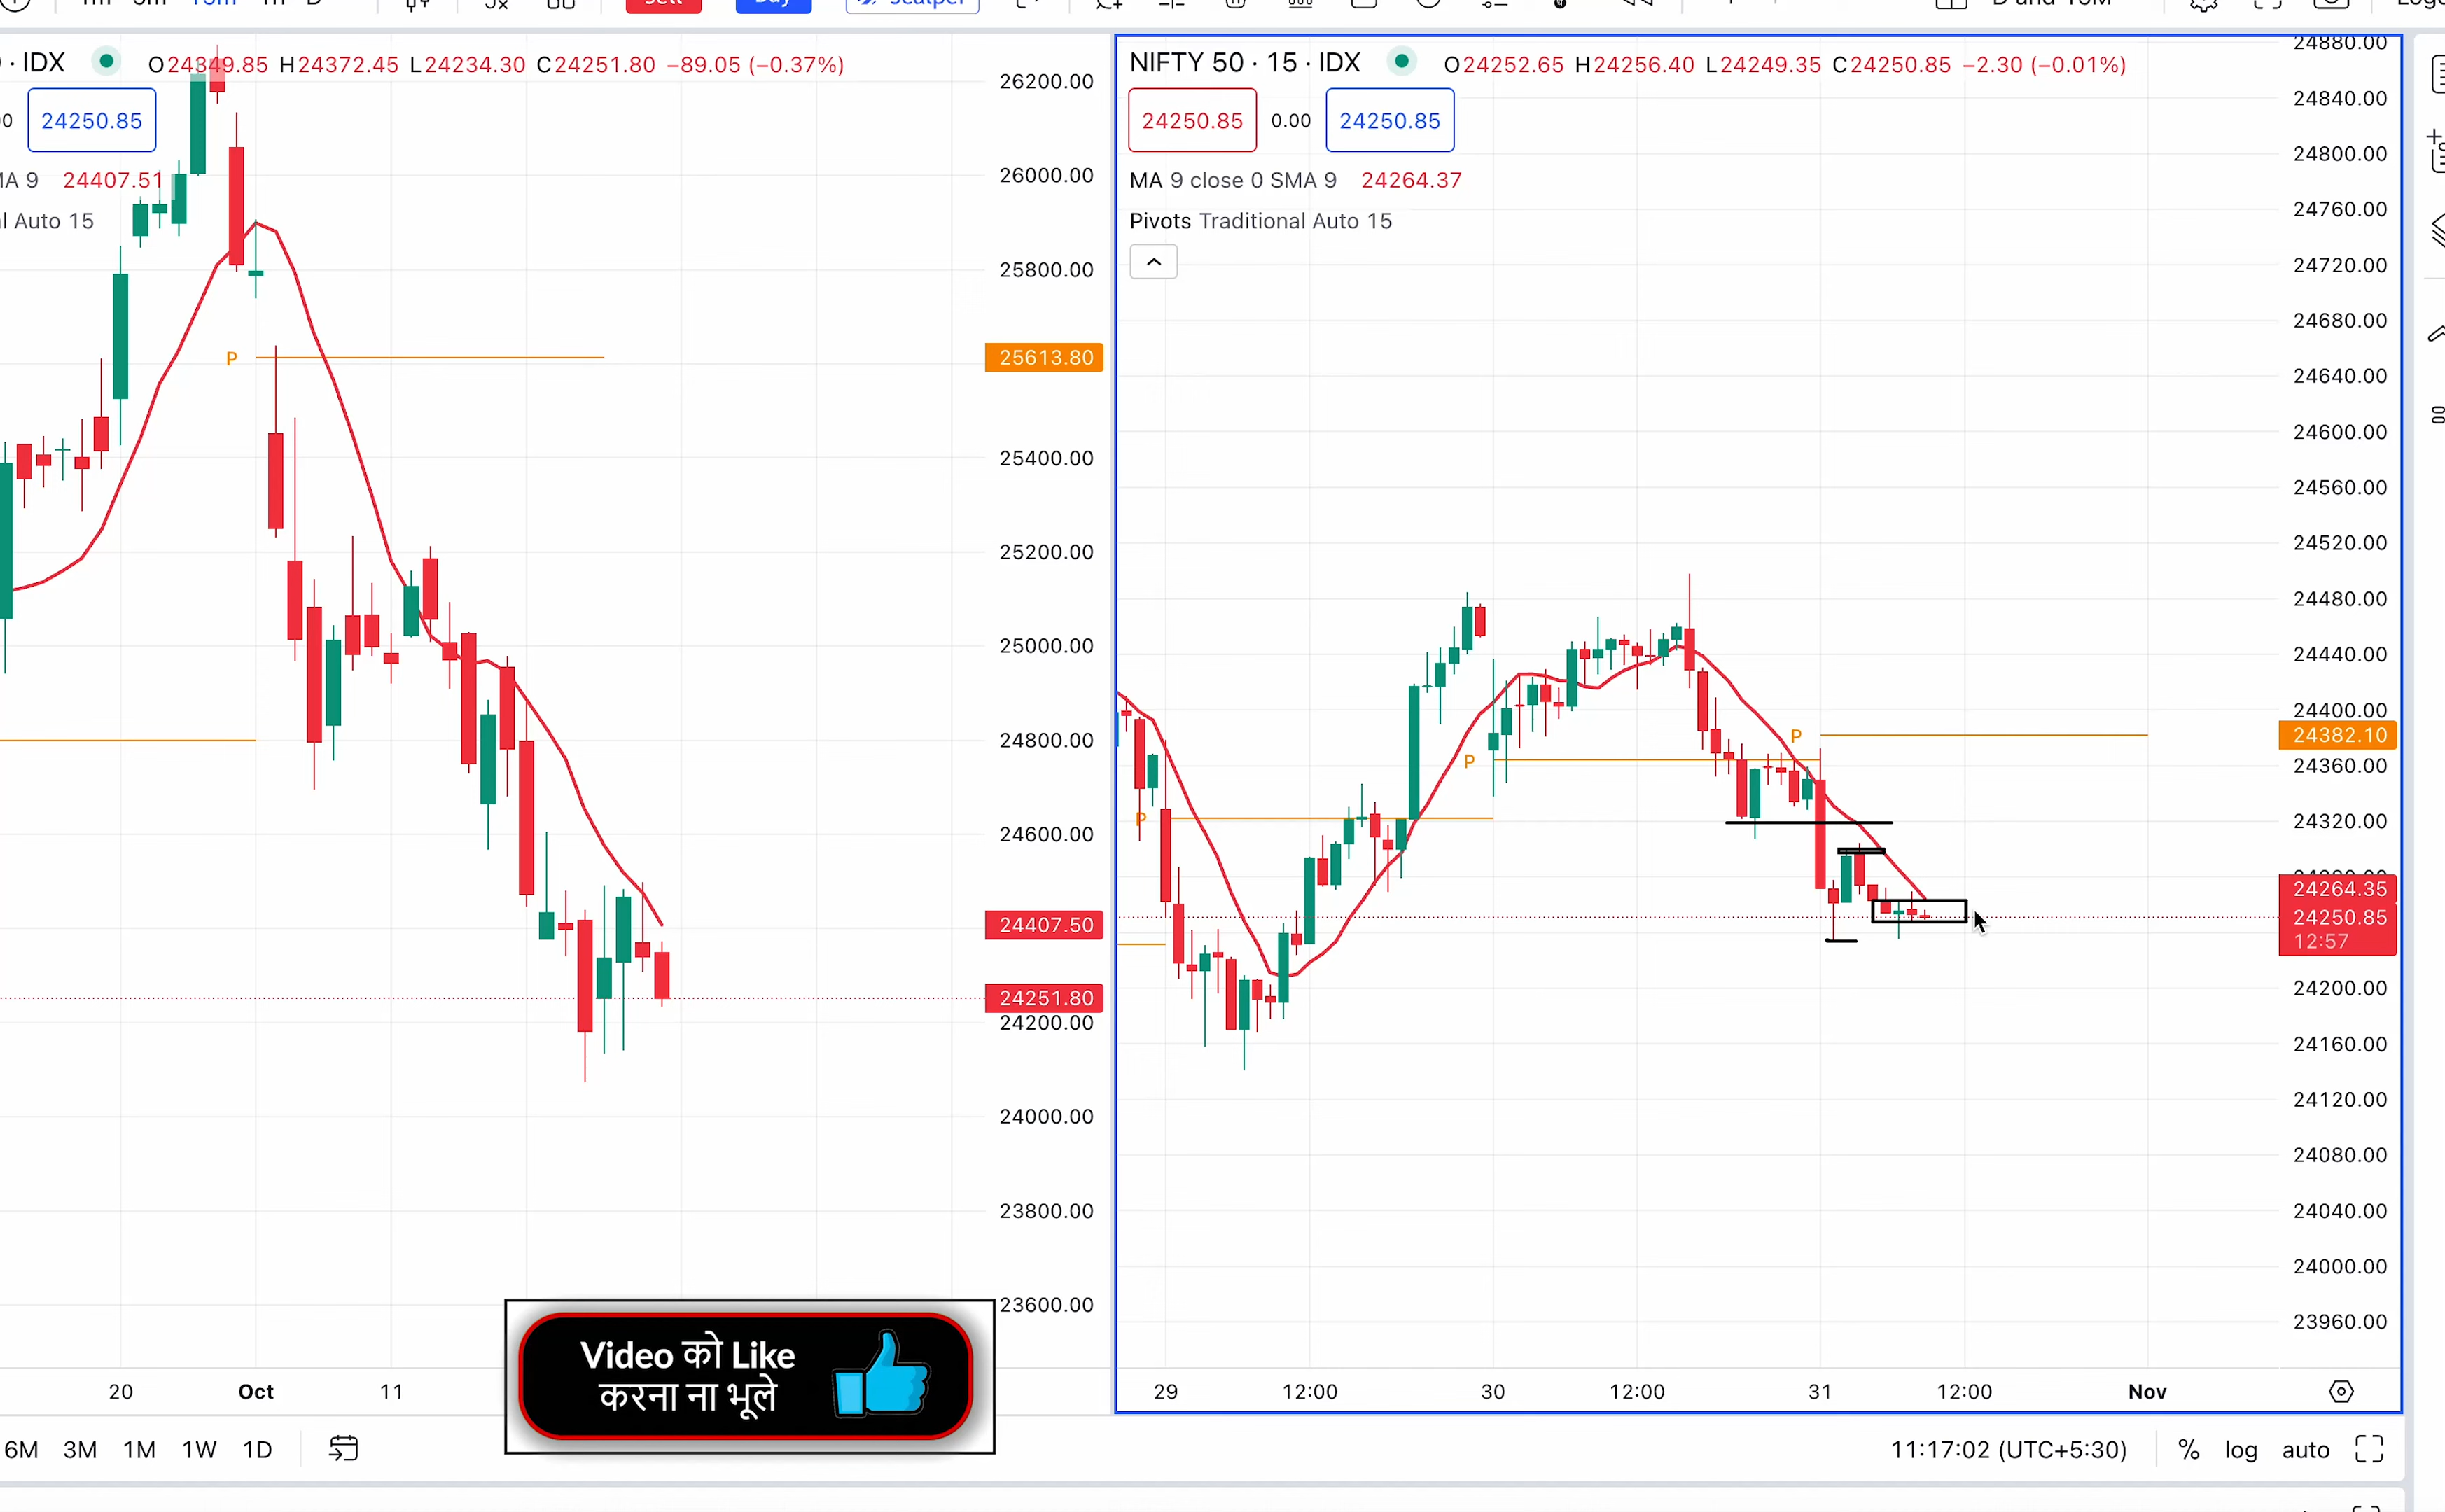 IDX O24349.85 H24372.45 L24234.30 C24251.80 −89.05 (−0.37%)
24250.85
MA 9 24407.51
l Auto 15
P
26200.00
26000.00
25800.00
25613.80
25400.00
25200.00
25000.00
24800.00
24600.00
24407.50
24251.80
24200.00
24000.00
23800.00
23600.00
20 Oct 11
Video को Like
करना ना भूले
6M 3M 1M 1W 1D
NIFTY 50 · 15 · IDX O24252.65 H24256.40 L24249.35 C24250.85 −2.30 (−0.01%)
24250.85 0.00 24250.85
MA 9 close 0 SMA 9 24264.37
Pivots Traditional Auto 15
P
P
P
24880.00
24840.00
24800.00
24760.00
24720.00
24680.00
24640.00
24600.00
24560.00
24520.00
24480.00
24440.00
24400.00
24382.10
24360.00
24320.00
24264.35
24250.85
12:57
24200.00
24160.00
24120.00
24080.00
24040.00
24000.00
23960.00
29 12:00 30 12:00 31 12:00 Nov
11:17:02 (UTC+5:30) % log auto